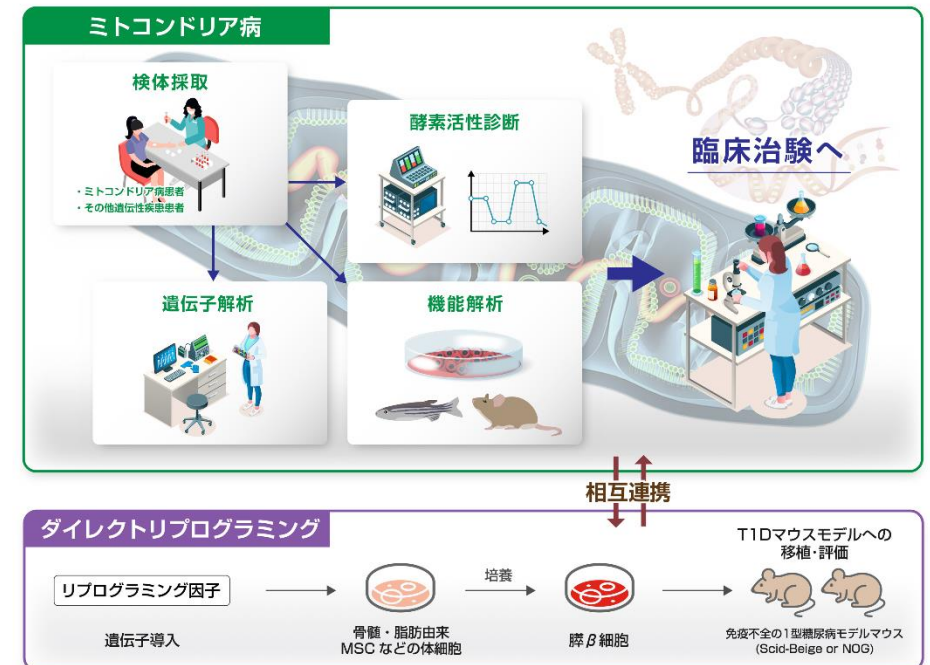 ミトコンドリア病
検体採取
・ミトコンドリア病患者
・その他遺伝性疾患患者
酵素活性診断
臨床治験へ
遺伝子解析
機能解析
相互連携
ダイレクトリプログラミング
リプログラミング因子
遺伝子導入
骨髄・脂肪由来
MSC などの体細胞
培養
膵β細胞
T1Dマウスモデルへの
移植・評価
免疫不全の1型糖尿病モデルマウス
(Scid-Beige or NOG)